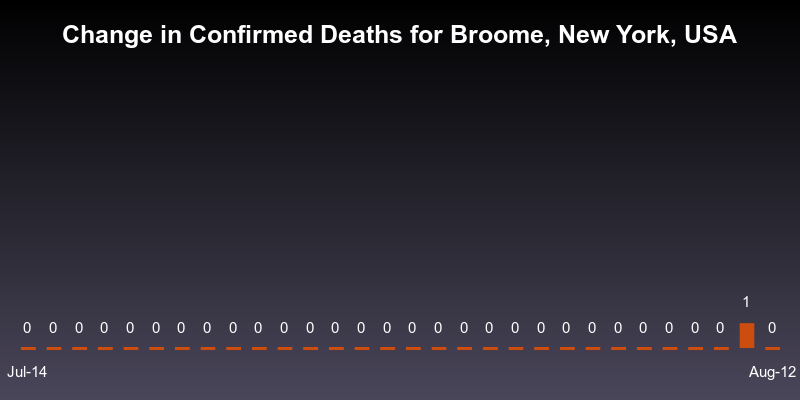 Change in Confirmed Deaths for Broome, New York, USA
1
0 0 0 0 0 0 0 0 0 0 0 0 0 0 0 0 0 0 0 0 0 0 0 0 0 0 0 0 0
Jul-14 Aug-12